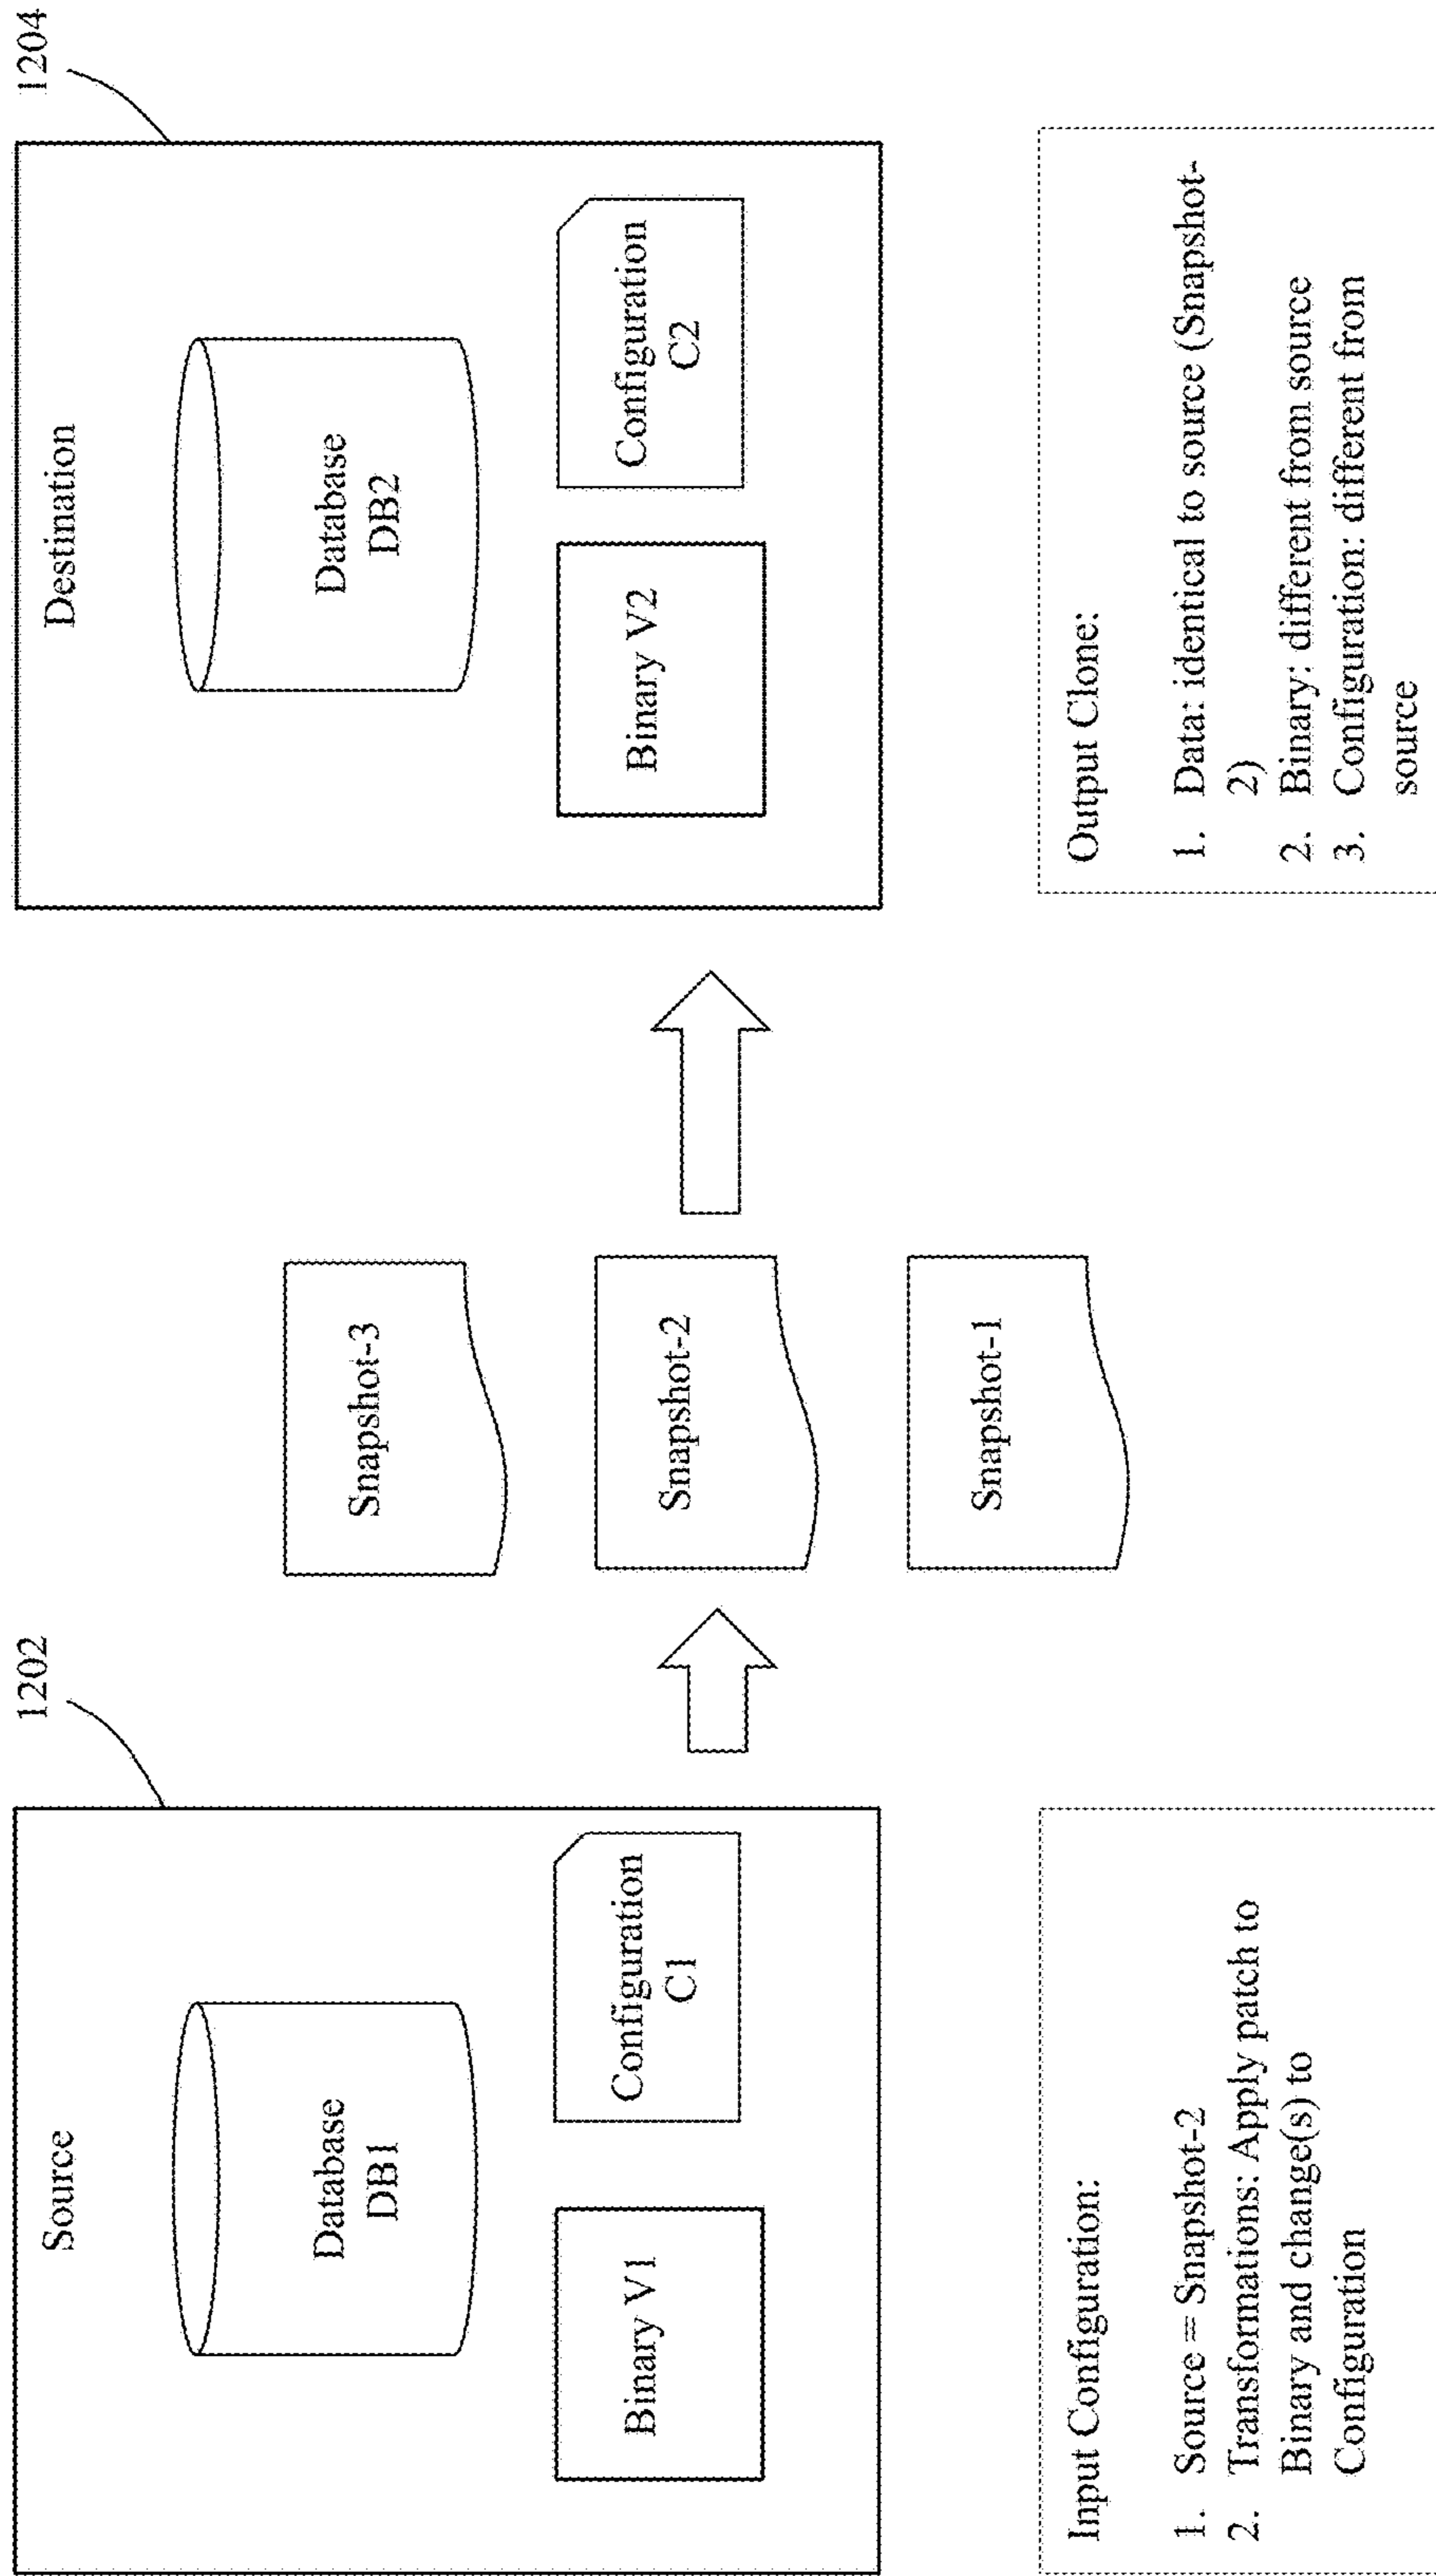 1202
Source
Database
DB1
Binary V1
Configuration
C1
Snapshot-3
Snapshot-2
Snapshot-1
1204
Destination
Database
DB2
Binary V2
Configuration
C2
Input Configuration:
1. Source = Snapshot-2
2. Transformations: Apply patch to
Binary and change(s) to
Configuration
Output Clone:
1. Data: identical to source (Snapshot-
2)
2. Binary: different from source
3. Configuration: different from
source